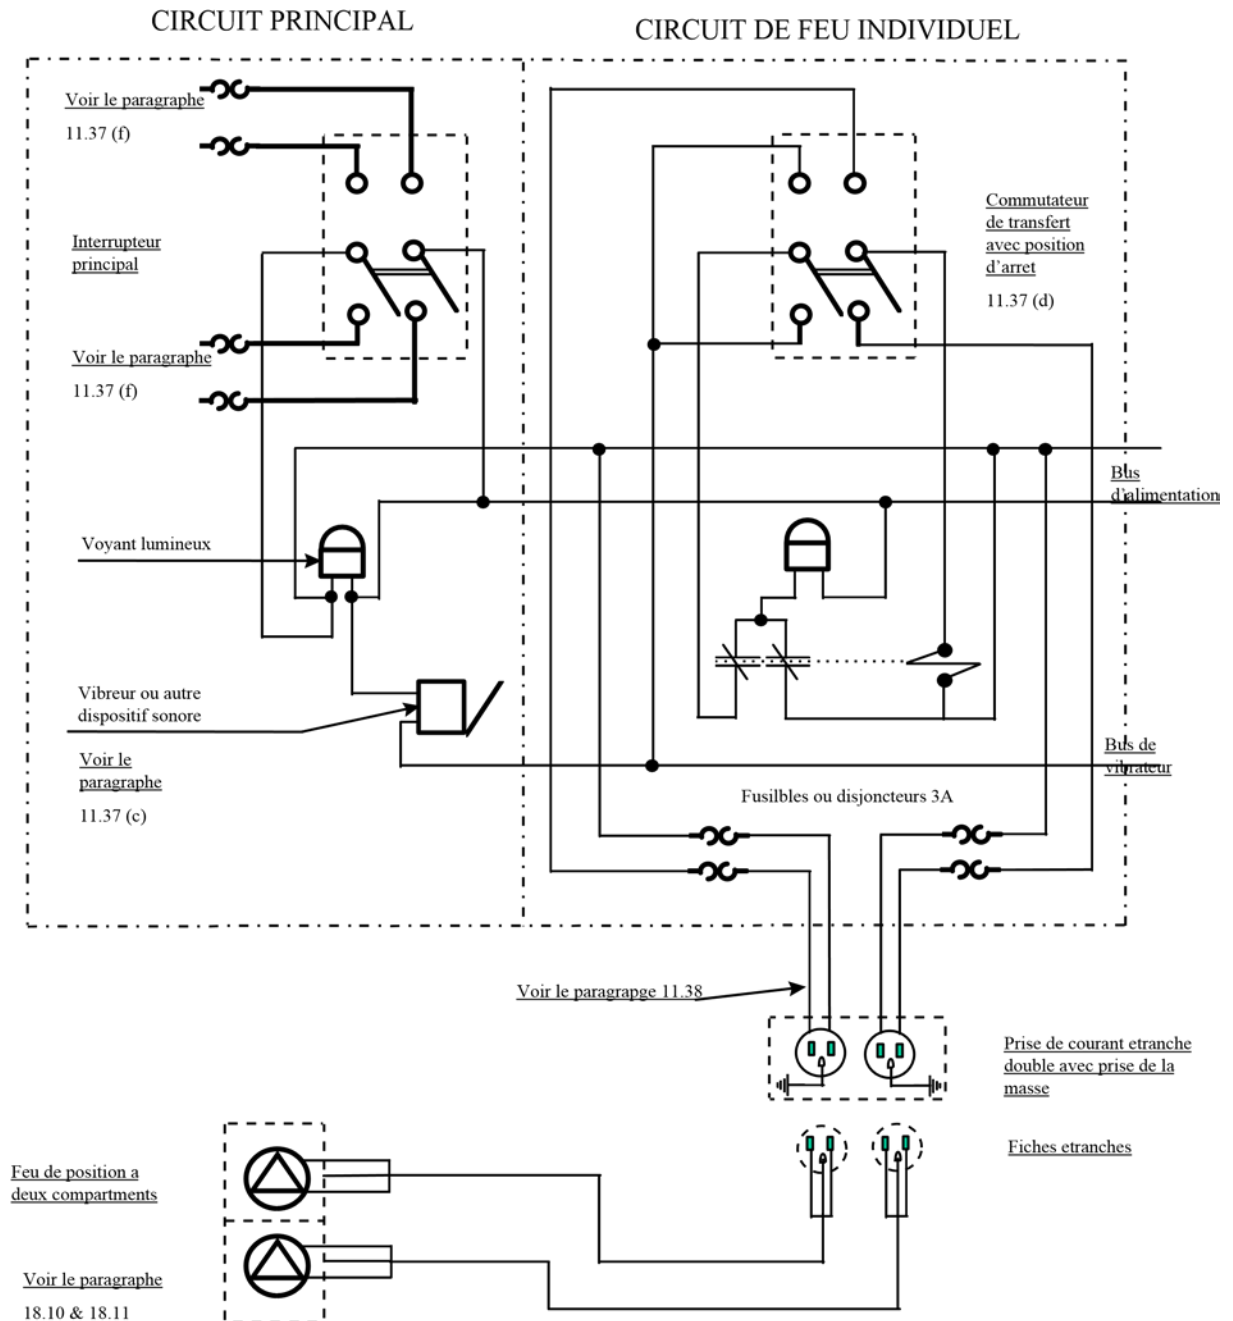 CIRCUIT PRINCIPAL
CIRCUIT DE FEU INDIVIDUEL
Voir le paragraphe
11.37 (f)
Interrupteur
principal
Voir le paragraphe
11.37 (f)
Commutateur
de transfert
avec position
d'arret
11.37 (d)
Bus
d'alimentation
Voyant lumineux
Vibreur ou autre
dispositif sonore
Voir le
paragraphe
11.37 (c)
Bus de
vibrateur
Fusilbles ou disjoncteurs 3A
Voir le paragrapge 11.38
Prise de courant etranche
double avec prise de la
masse
Fiches etranches
Feu de position a
deux compartments
Voir le paragraphe
18.10 & 18.11